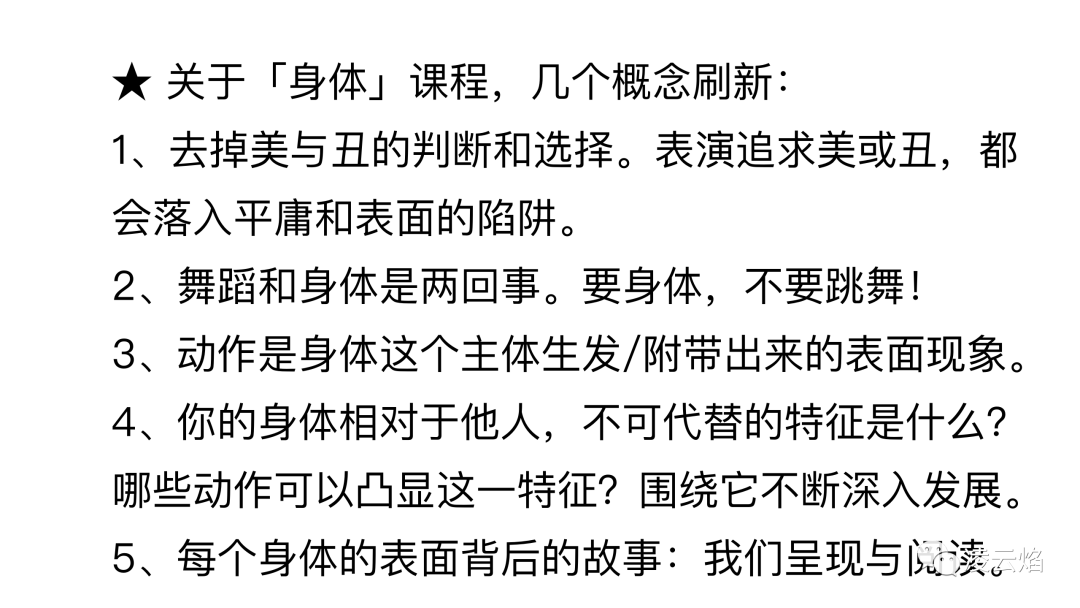 ★ 关于「身体」课程，几个概念刷新：
1、去掉美与丑的判断和选择。表演追求美或丑，都
会落入平庸和表面的陷阱。
2、舞蹈和身体是两回事。要身体，不要跳舞！
3、动作是身体这个主体生发/附带出来的表面现象。
4、你的身体相对于他人，不可代替的特征是什么？
哪些动作可以凸显这一特征？围绕它不断深入发展。
5、每个身体的表面背后的故事：我们呈现与阅读。
凌云焰